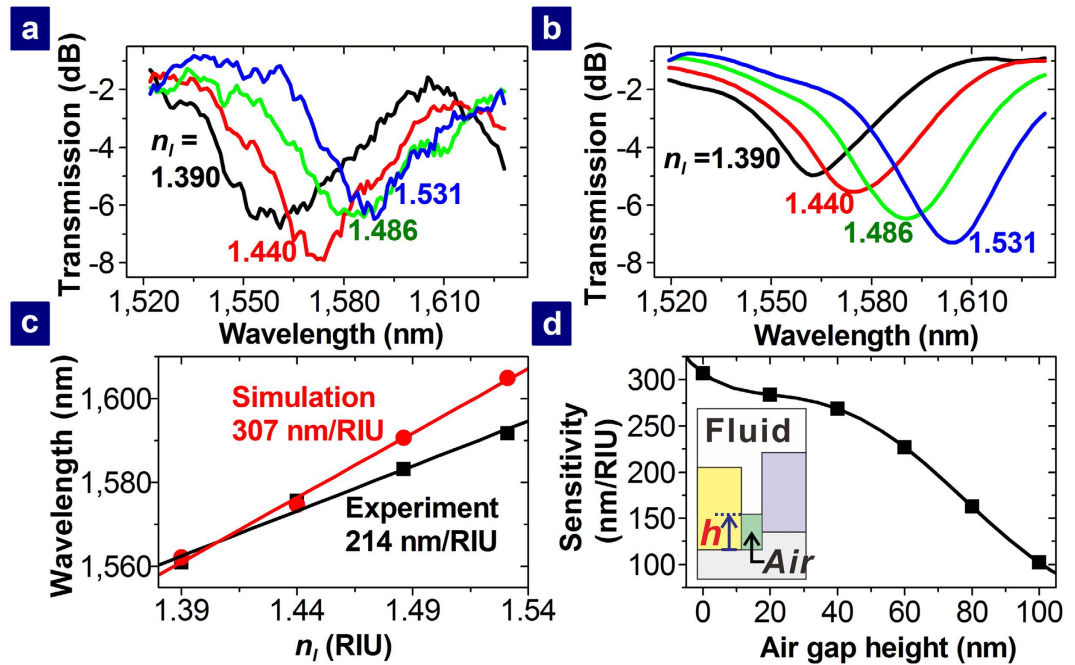 a
Transmission (dB)
-2
-4
-6
-8
n_l =
1.390
1.440
1.486
1.531
1,520
1,550
1,580
1,610
Wavelength (nm)
b
Transmission (dB)
-2
-4
-6
-8
n_l =1.390
1.440
1.486
1.531
1,520
1,550
1,580
1,610
Wavelength (nm)
c
Wavelength (nm)
1,600
1,580
1,560
Simulation
307 nm/RIU
Experiment
214 nm/RIU
1.39
1.44
1.49
1.54
n_l (RIU)
d
Sensitivity
(nm/RIU)
300
250
200
150
100
Fluid
h
Air
0
20
40
60
80
100
Air gap height (nm)